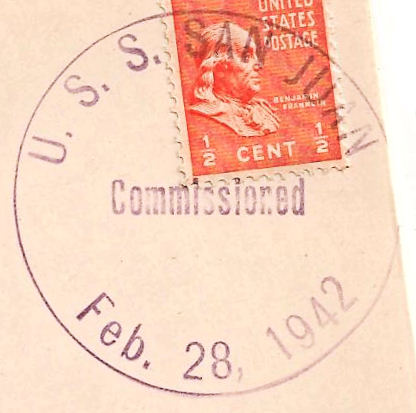 U. S. S. SAN JUAN
UNITED
STATES
POSTAGE
BENJAMIN
FRANKLIN
½ CENT ½
Commissioned
Feb. 28, 1942